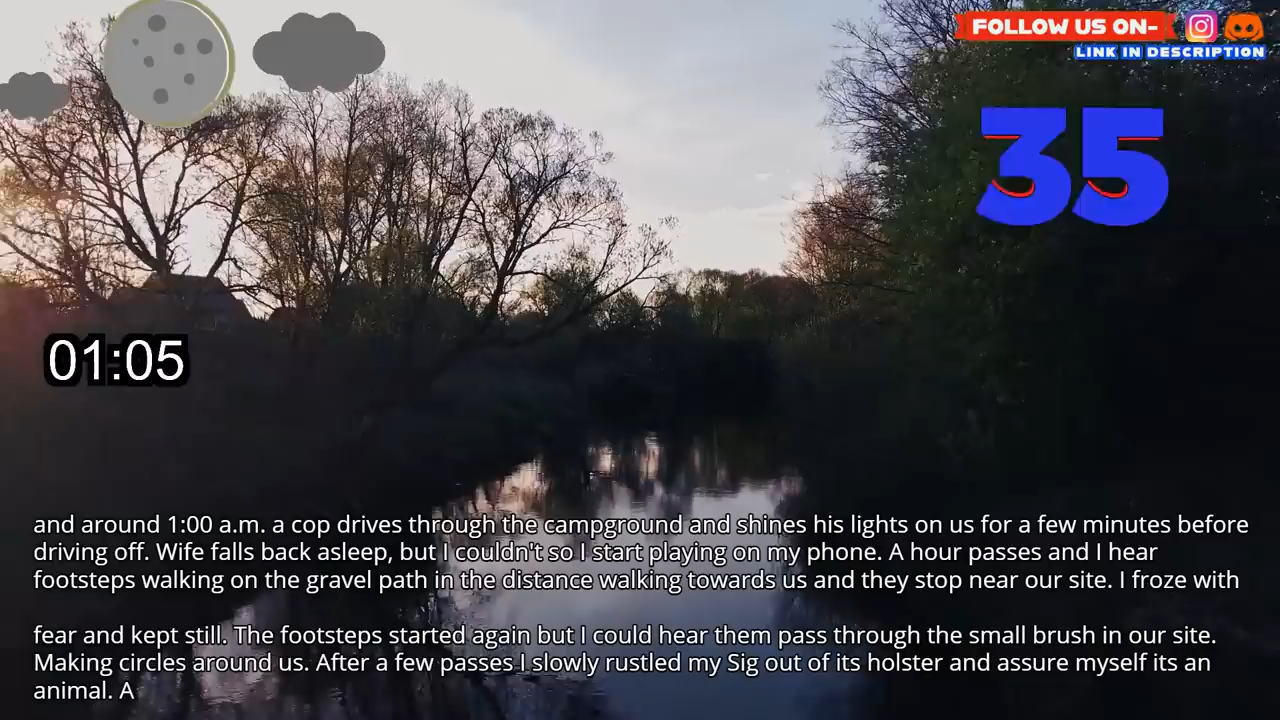 FOLLOW US ON-
LINK IN DESCRIPTION
35
01:05
and around 1:00 a.m. a cop drives through the campground and shines his lights on us for a few minutes before
driving off. Wife falls back asleep, but I couldn't so I start playing on my phone. A hour passes and I hear
footsteps walking on the gravel path in the distance walking towards us and they stop near our site. I froze with
fear and kept still. The footsteps started again but I could hear them pass through the small brush in our site.
Making circles around us. After a few passes I slowly rustled my Sig out of its holster and assure myself its an
animal. A